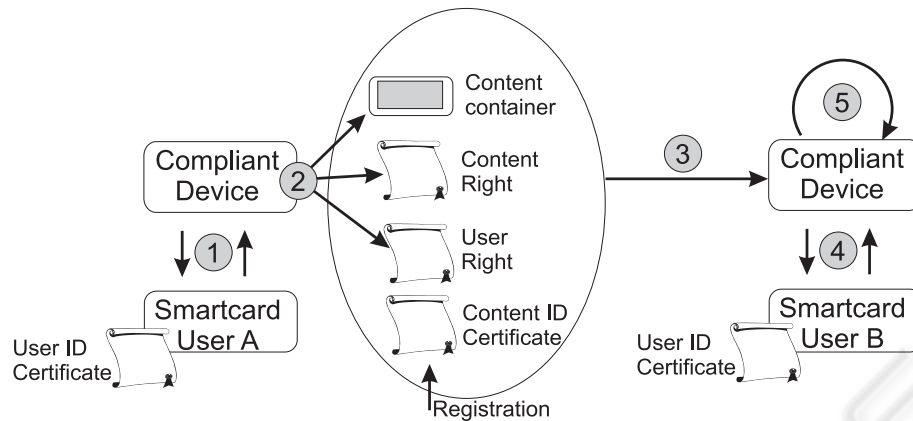 Compliant
Device
1
Smartcard
User A
User ID
Certificate
2
Content
container
Content
Right
User
Right
Content ID
Certificate
Registration
3
5
Compliant
Device
4
Smartcard
User B
User ID
Certificate